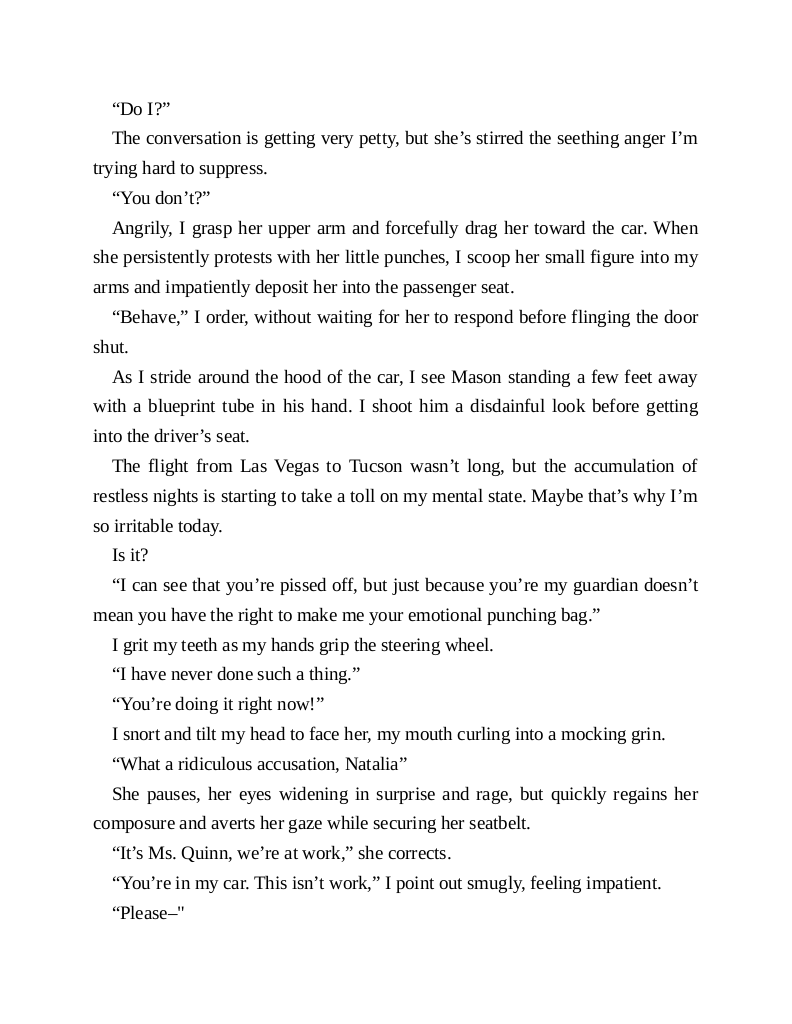 “Do I?”
The conversation is getting very petty, but she’s stirred the seething anger I’m
trying hard to suppress.
“You don’t?”
Angrily, I grasp her upper arm and forcefully drag her toward the car. When
she persistently protests with her little punches, I scoop her small figure into my
arms and impatiently deposit her into the passenger seat.
“Behave,” I order, without waiting for her to respond before flinging the door
shut.
As I stride around the hood of the car, I see Mason standing a few feet away
with a blueprint tube in his hand. I shoot him a disdainful look before getting
into the driver’s seat.
The flight from Las Vegas to Tucson wasn’t long, but the accumulation of
restless nights is starting to take a toll on my mental state. Maybe that’s why I’m
so irritable today.
Is it?
“I can see that you’re pissed off, but just because you’re my guardian doesn’t
mean you have the right to make me your emotional punching bag.”
I grit my teeth as my hands grip the steering wheel.
“I have never done such a thing.”
“You’re doing it right now!”
I snort and tilt my head to face her, my mouth curling into a mocking grin.
“What a ridiculous accusation, Natalia”
She pauses, her eyes widening in surprise and rage, but quickly regains her
composure and averts her gaze while securing her seatbelt.
“It’s Ms. Quinn, we’re at work,” she corrects.
“You’re in my car. This isn’t work,” I point out smugly, feeling impatient.
“Please–"